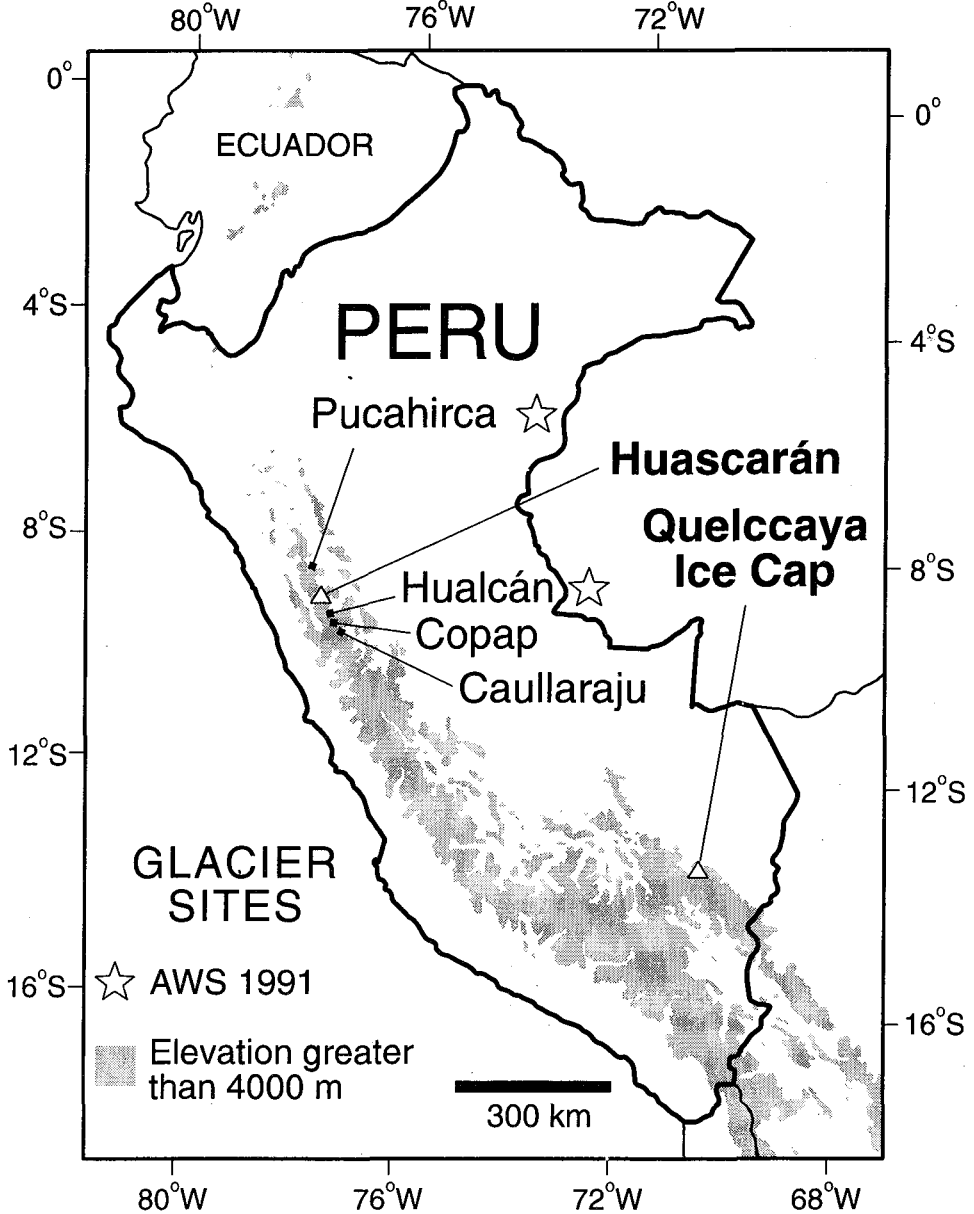 80°W 76°W 72°W
0°
0°
ECUADOR
4°S
PERU
4°S
Pucahirca
Huascarán
Quelccaya
Ice Cap
8°S
8°S
Hualcán
Copap
Caullaraju
12°S
12°S
GLACIER
SITES
AWS 1991
16°S
16°S
Elevation greater
than 4000 m
300 km
80°W 76°W 72°W 68°W